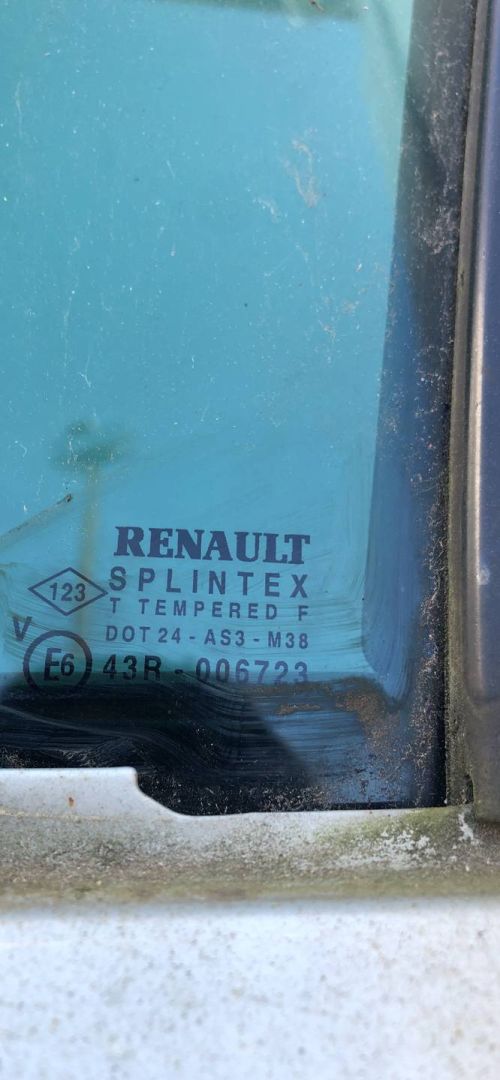 RENAULT
123 SPLINTEX
T TEMPERED F
DOT 24 - AS3 - M38
V
E6 43R - 006723